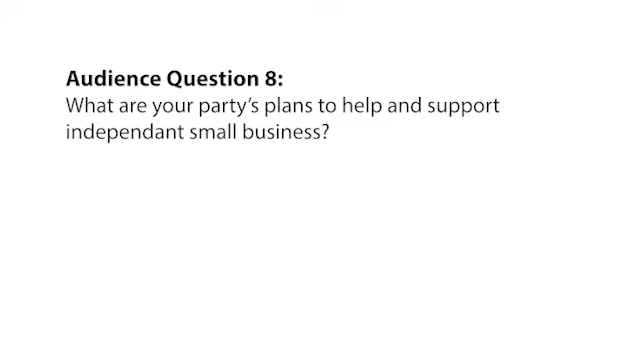 Audience Question 8:
What are your party’s plans to help and support
independant small business?